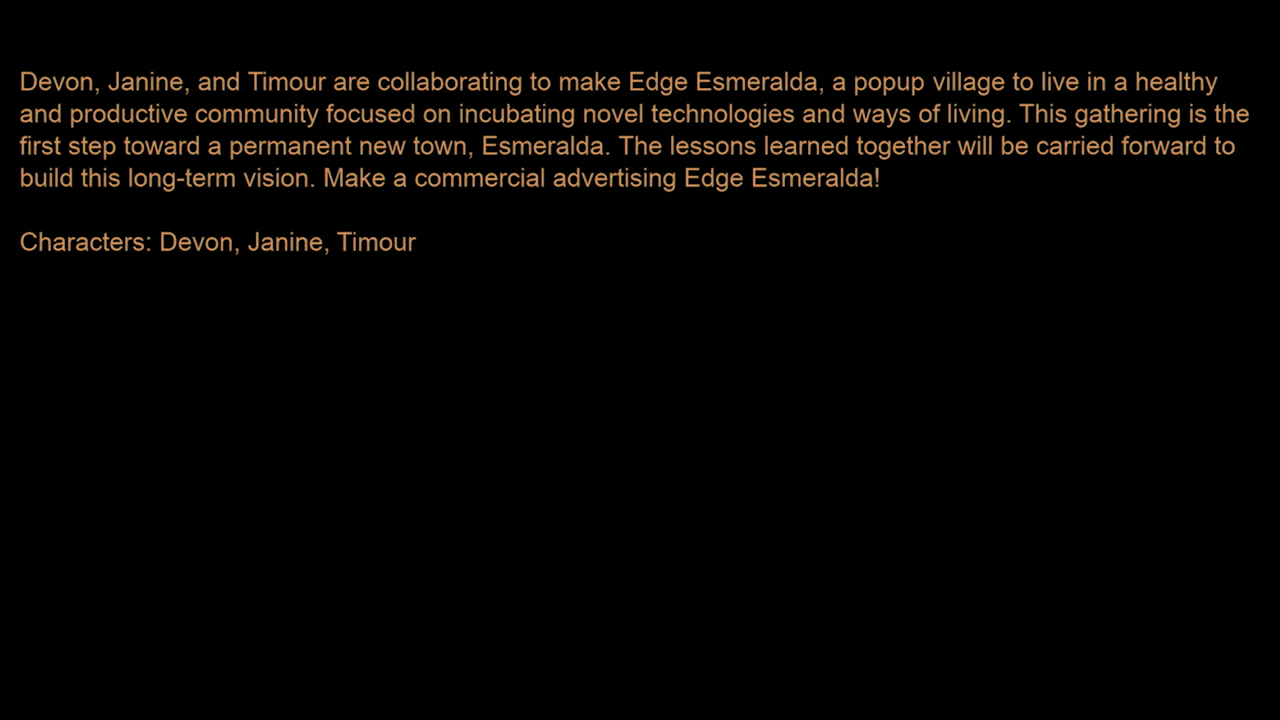 Devon, Janine, and Timour are collaborating to make Edge Esmeralda, a popup village to live in a healthy
and productive community focused on incubating novel technologies and ways of living. This gathering is the
first step toward a permanent new town, Esmeralda. The lessons learned together will be carried forward to
build this long-term vision. Make a commercial advertising Edge Esmeralda!
Characters: Devon, Janine, Timour